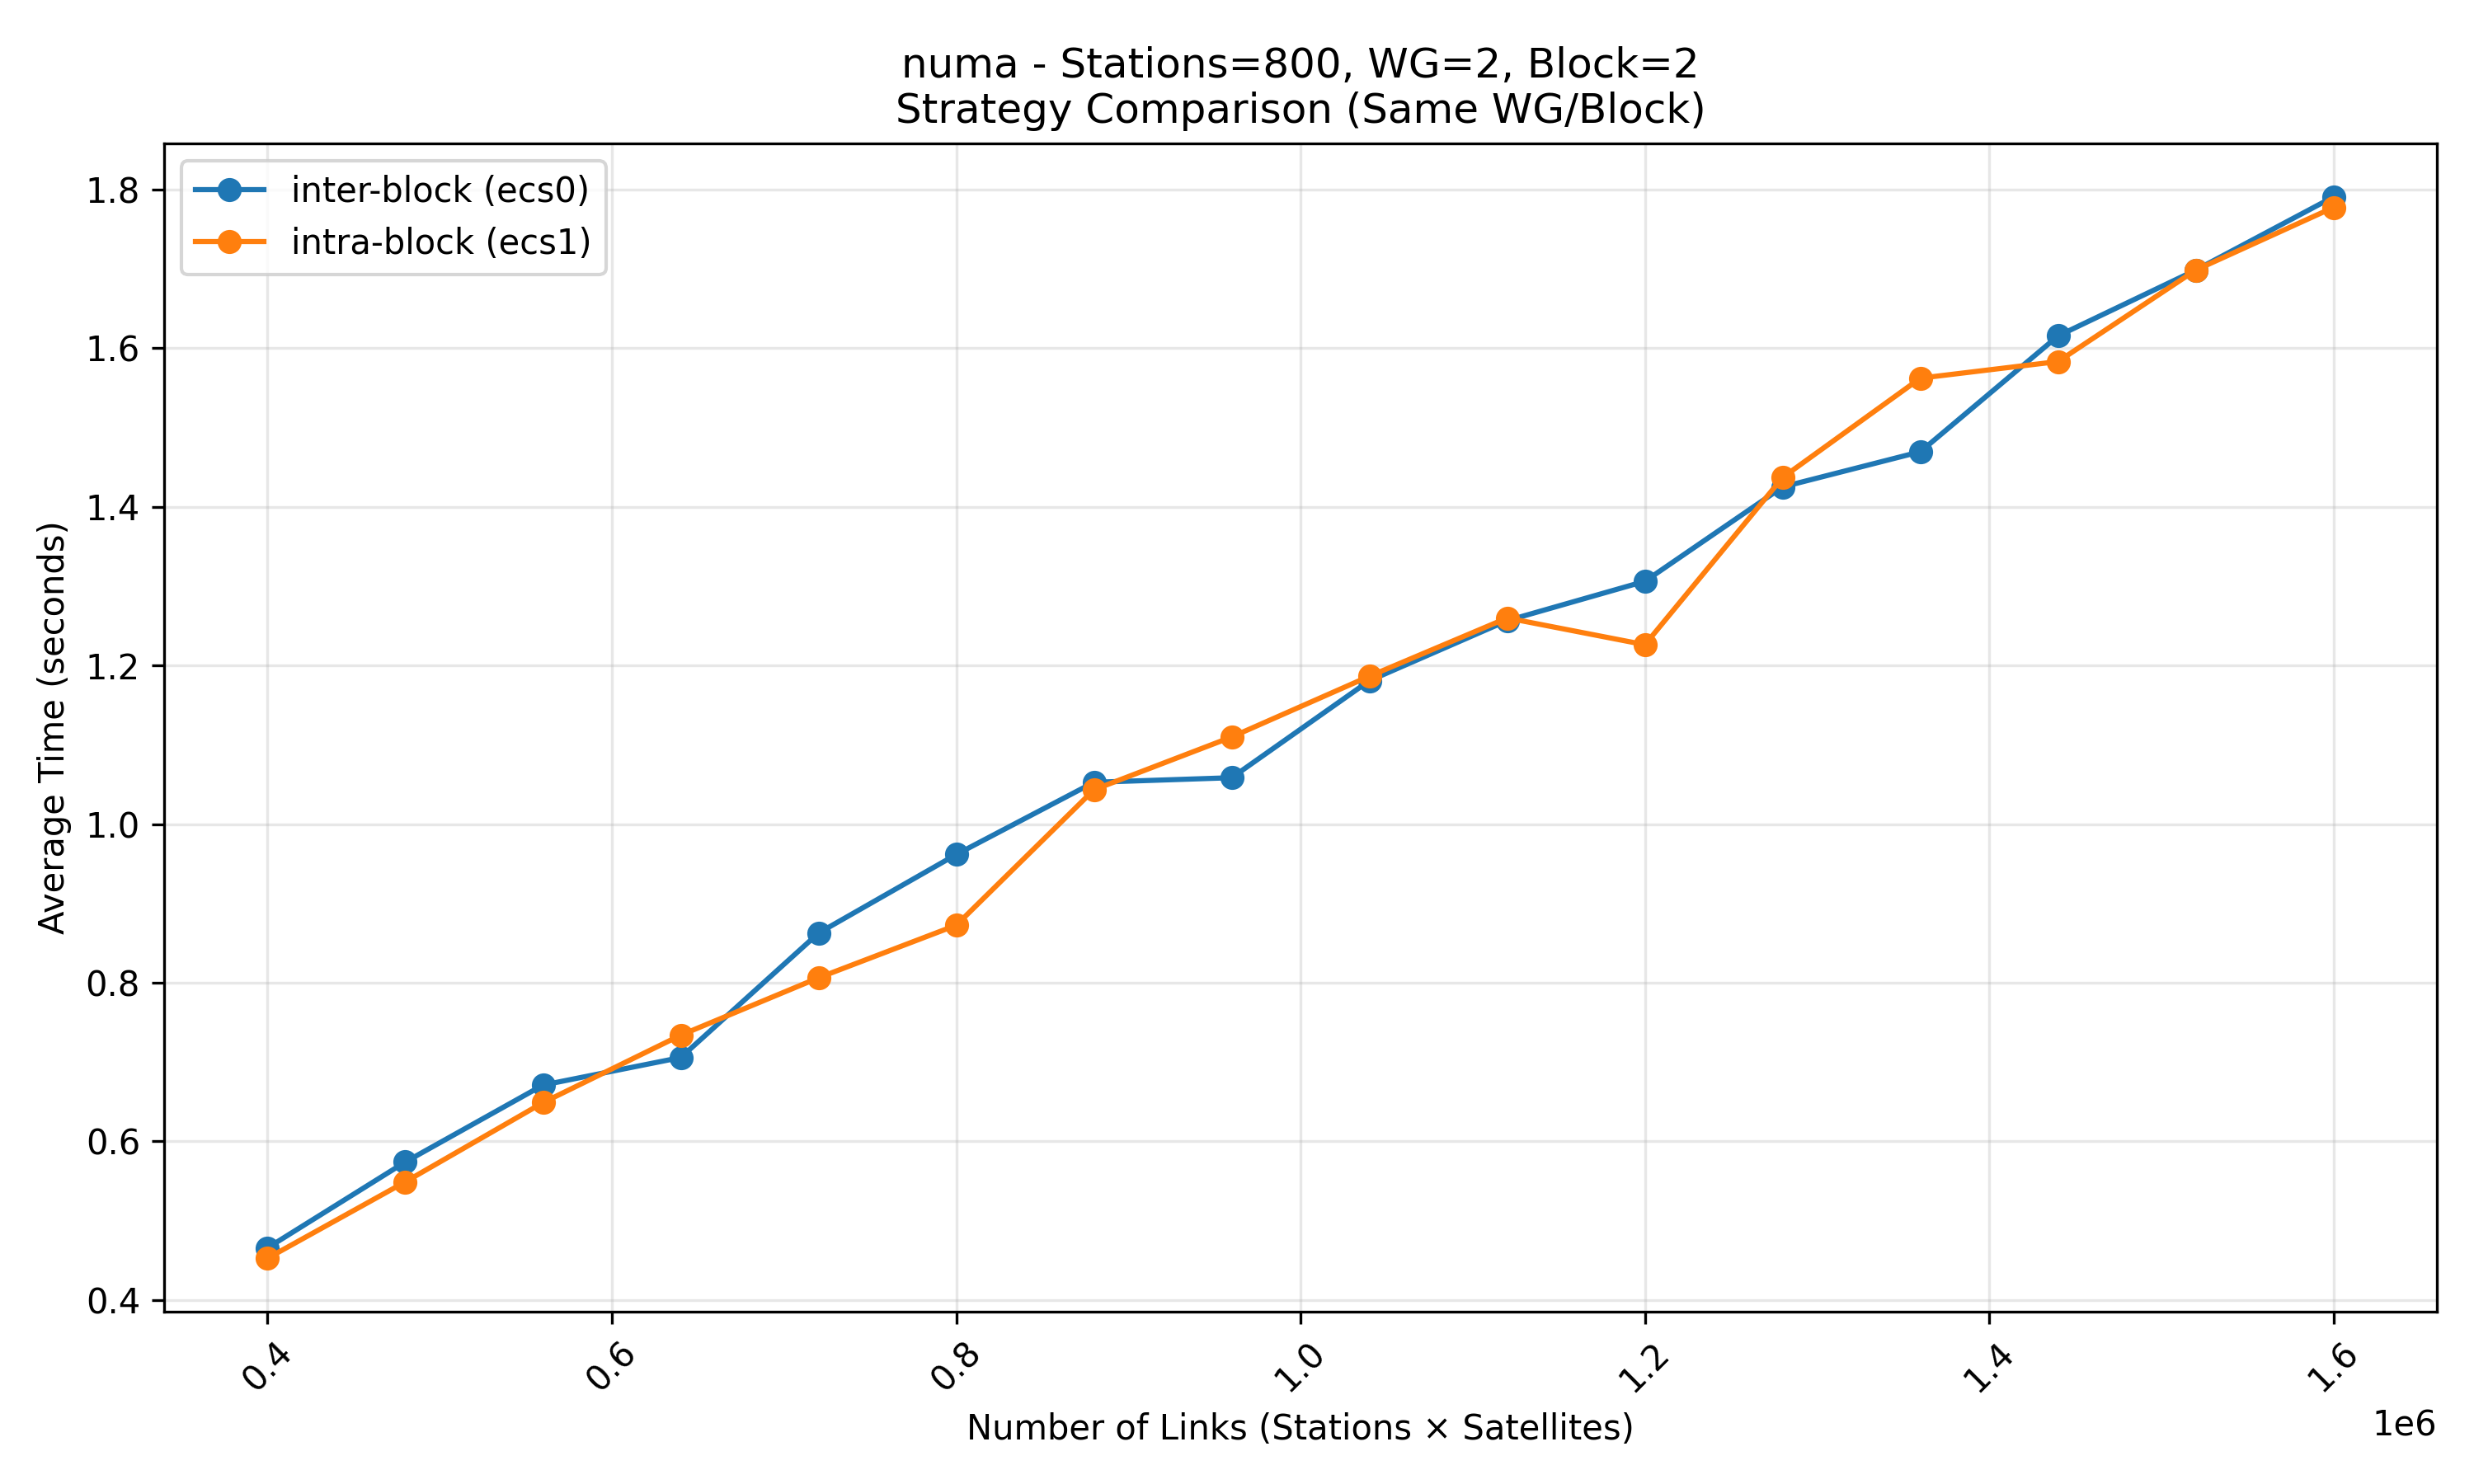 numa - Stations=800, WG=2, Block=2
Strategy Comparison (Same WG/Block)
inter-block (ecs0)
intra-block (ecs1)
Average Time (seconds)
1.8
1.6
1.4
1.2
1.0
0.8
0.6
0.4
0.4
0.6
0.8
1.0
1.2
1.4
1.6
1e6
Number of Links (Stations × Satellites)